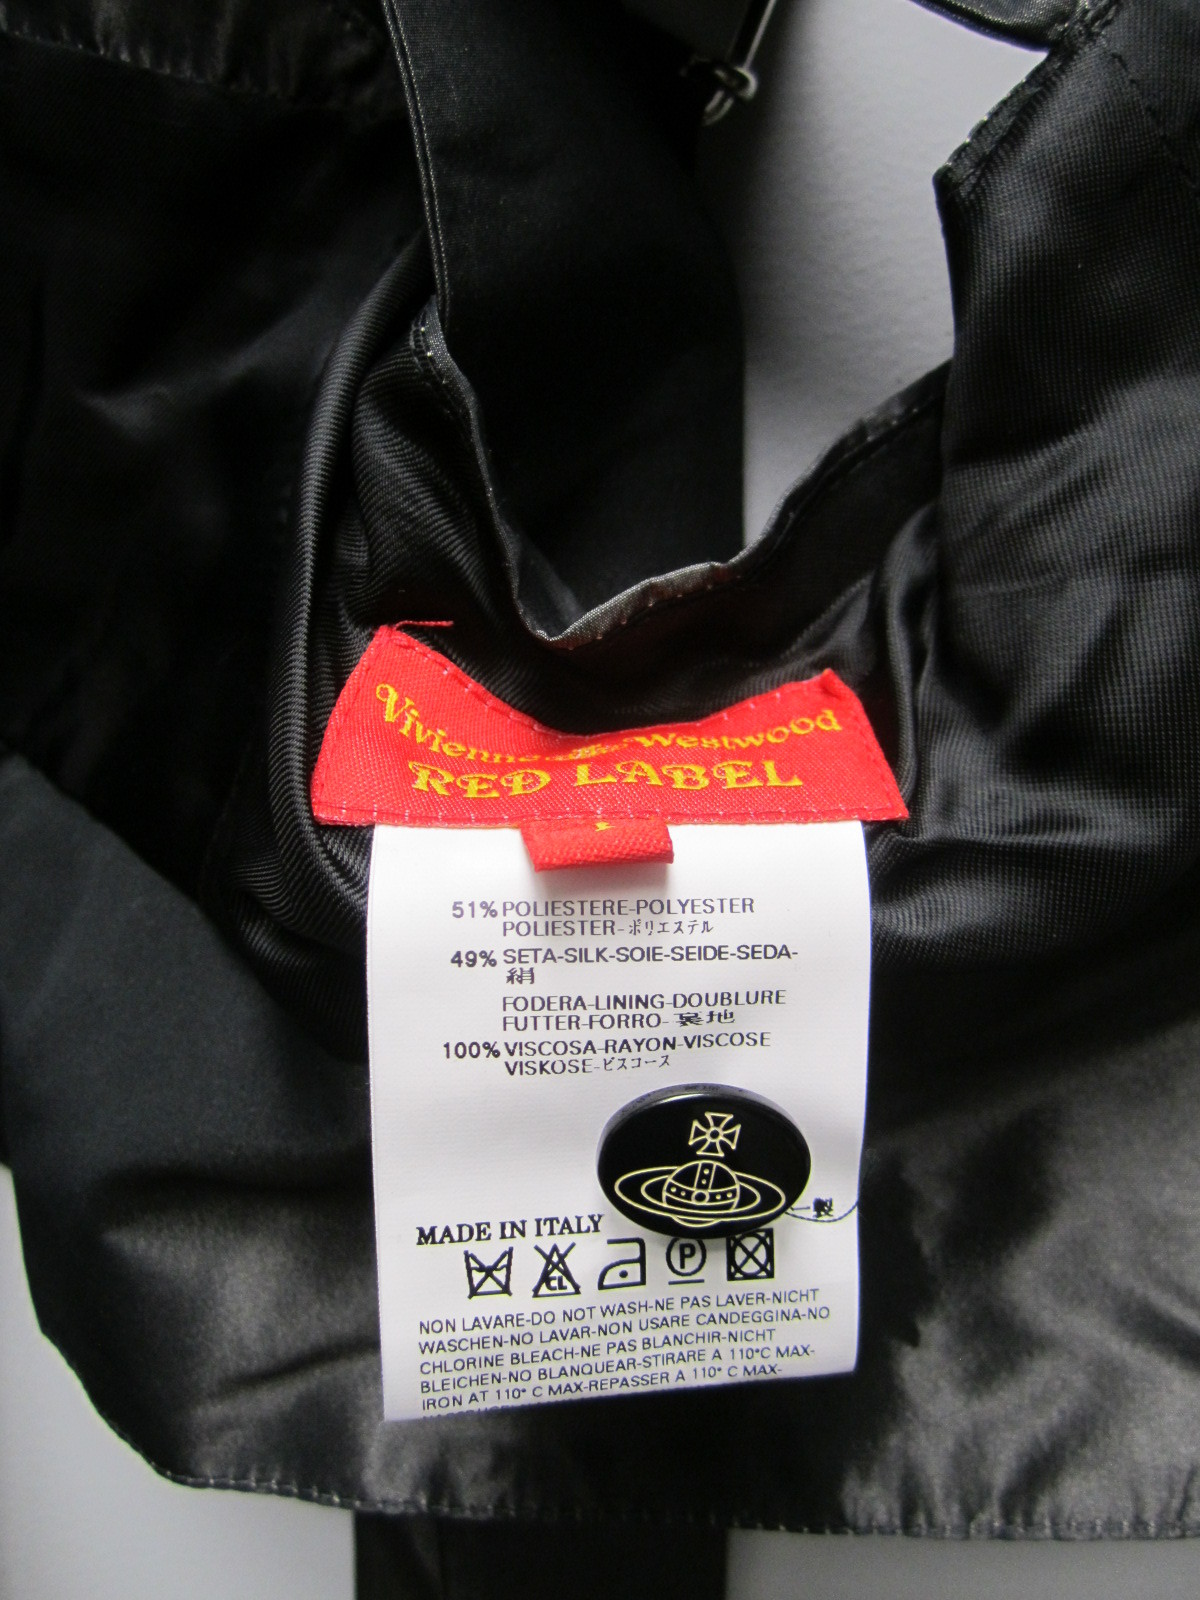 Vivienne Westwood
RED LABEL
51% POLIESTERE-POLYESTER
POLIESTER-ポリエステル
49% SETA-SILK-SOIE-SEIDE-SEDA-
絹
FODERA-LINING-DOUBLURE
FUTTER-FORRO-裏地
100% VISCOSA-RAYON-VISCOSE
VISKOSE-ビスコース
MADE IN ITALY
製
CL
P
NON LAVARE-DO NOT WASH-NE PAS LAVER-NICHT
WASCHEN-NO LAVAR-NON USARE CANDEGGINA-NO
CHLORINE BLEACH-NE PAS BLANCHIR-NICHT
BLEICHEN-NO BLANQUEAR-STIRARE A 110°C MAX-
IRON AT 110° C MAX-REPASSER A 110° C MAX-